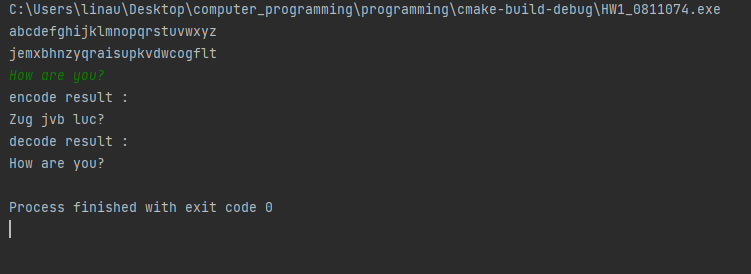 C:\Users\linau\Desktop\computer_programming\programming\cmake-build-debug\HW1_0811074.exe
abcdefghijklmnopqrstuvwxyz
jemxbhnzyqraisupkvdwcogflt
How are you?
encode result :
Zug jvb luc?
decode result :
How are you?
Process finished with exit code 0